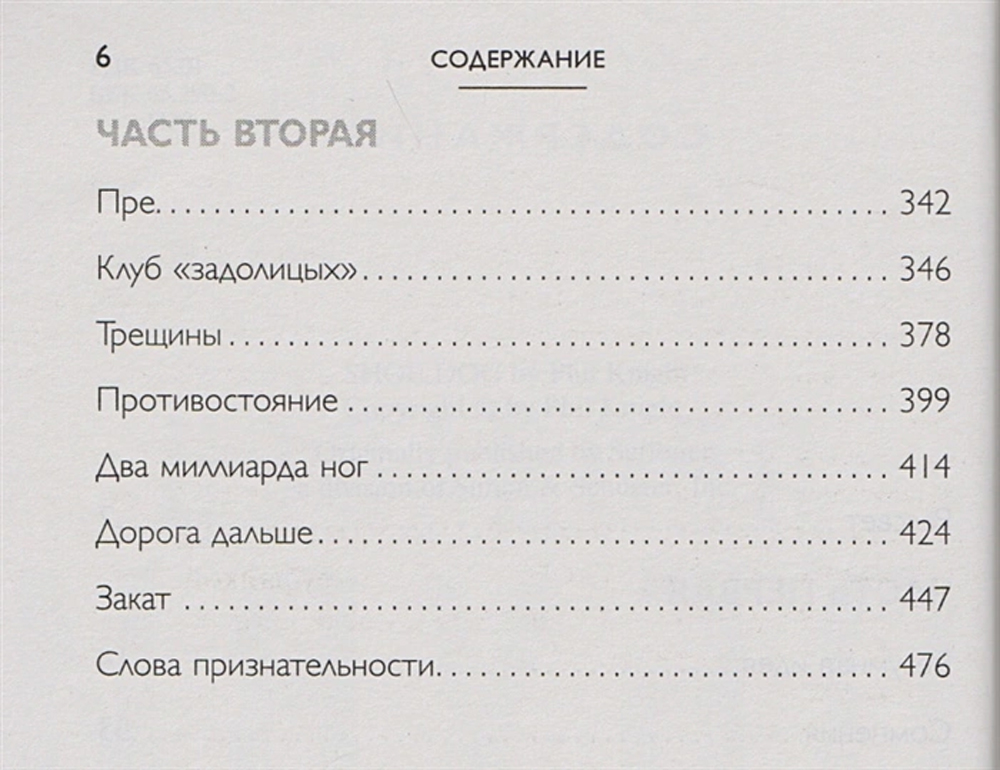 6 СОДЕРЖАНИЕ
ЧАСТЬ ВТОРАЯ
Пре. 342
Клуб «задолицых» 346
Трещины 378
Противостояние 399
Два миллиарда ног 414
Дорога дальше 424
Закат 447
Слова признательности 476